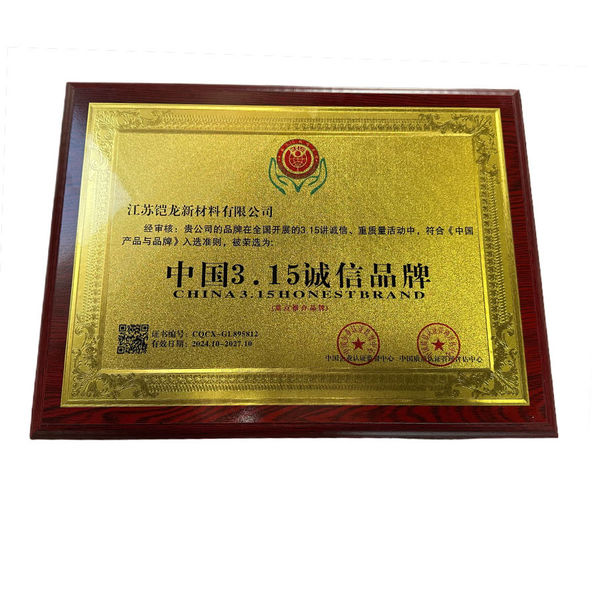 江苏铠龙新材料有限公司
经审核：贵公司的品牌在全国开展的3.15讲诚信、重质量活动中，符合《中国
产品与品牌》入选准则，被荣选为：
中国3.15诚信品牌
CHINA3.15HONESTBRAND
证书编号：CQCX-GL895812
有效日期：2024.10-2027.10